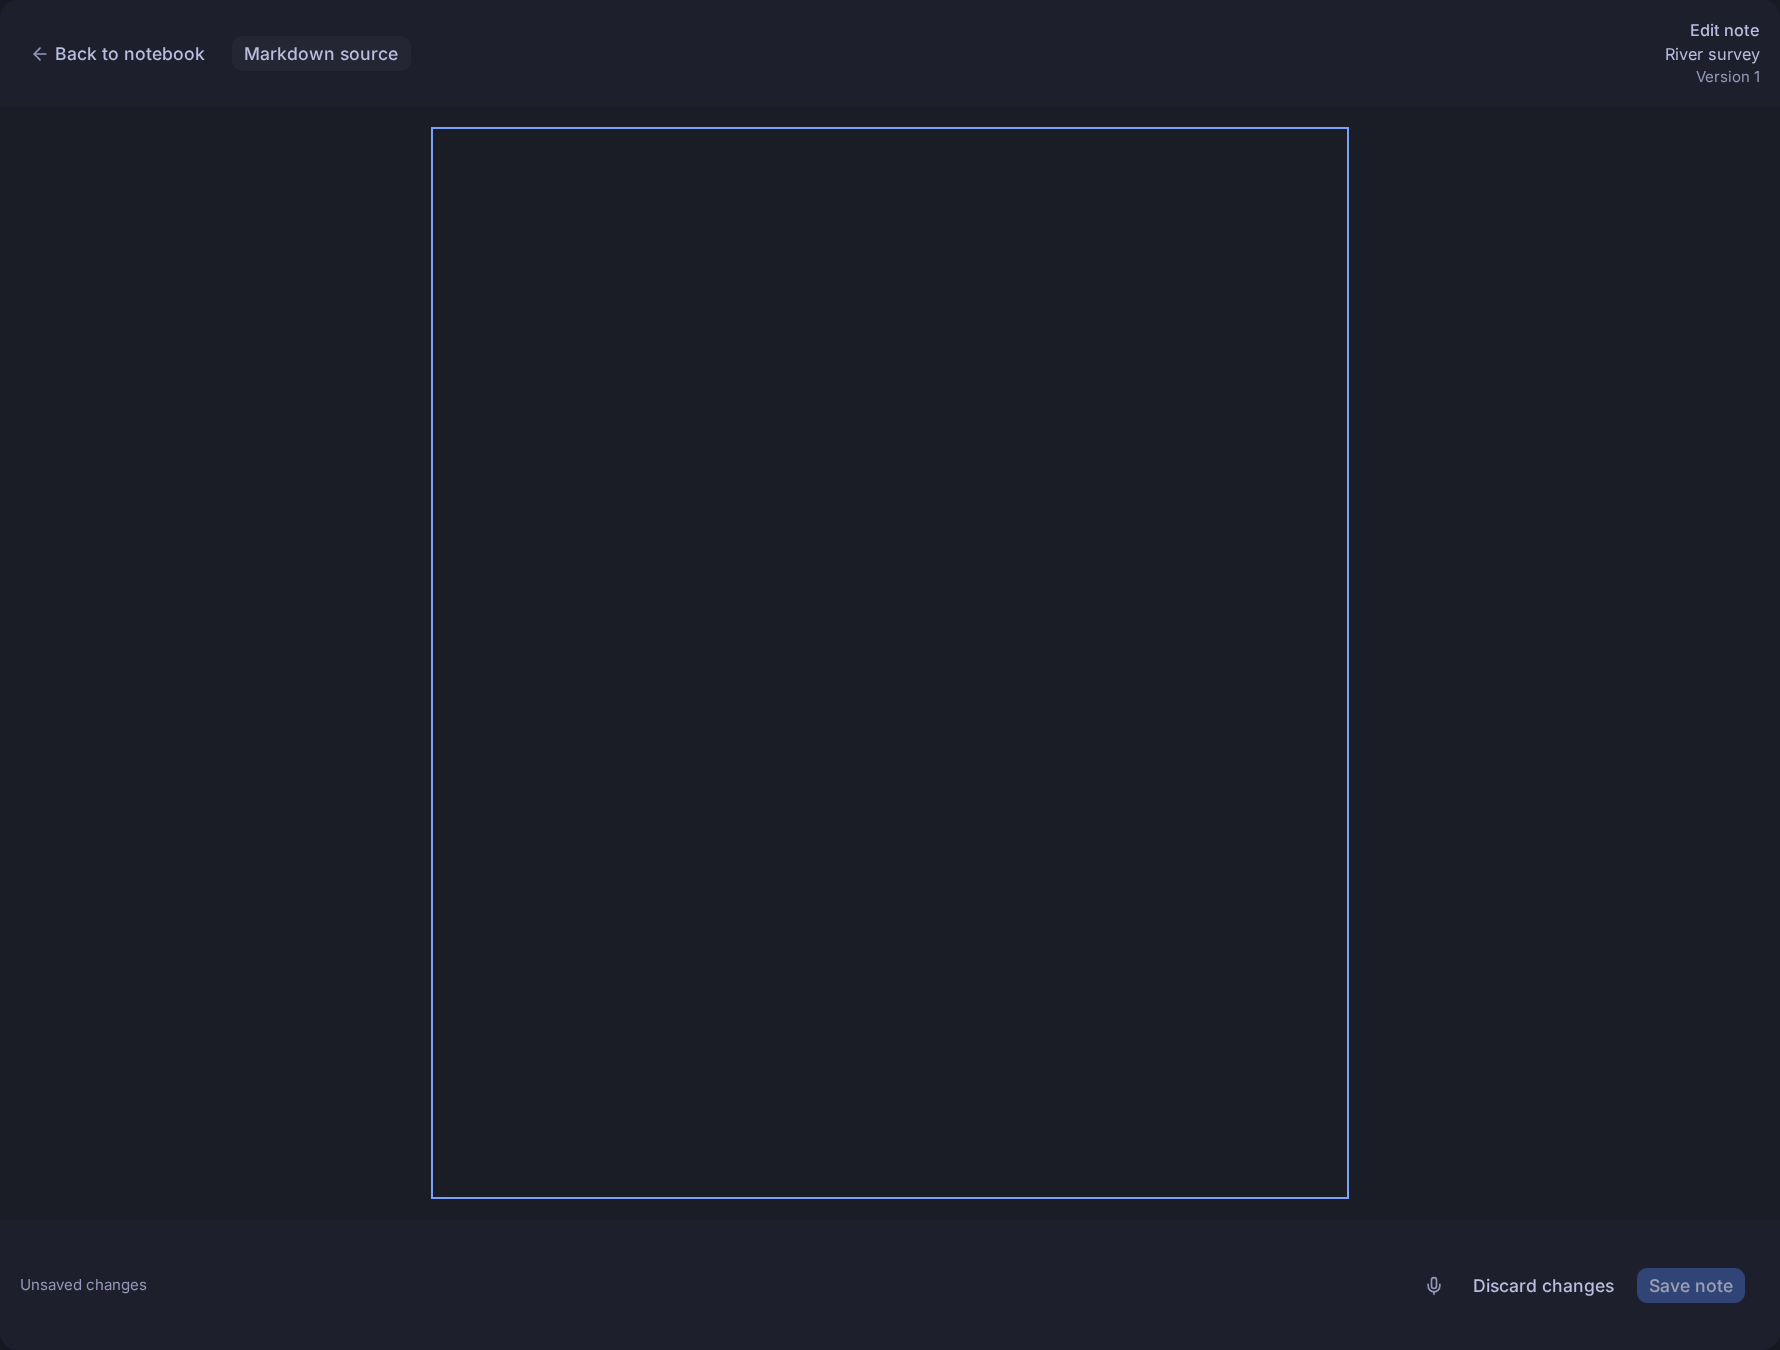 Back to notebook
Markdown source
Edit note
River survey
Version 1
Unsaved changes
Discard changes
Save note